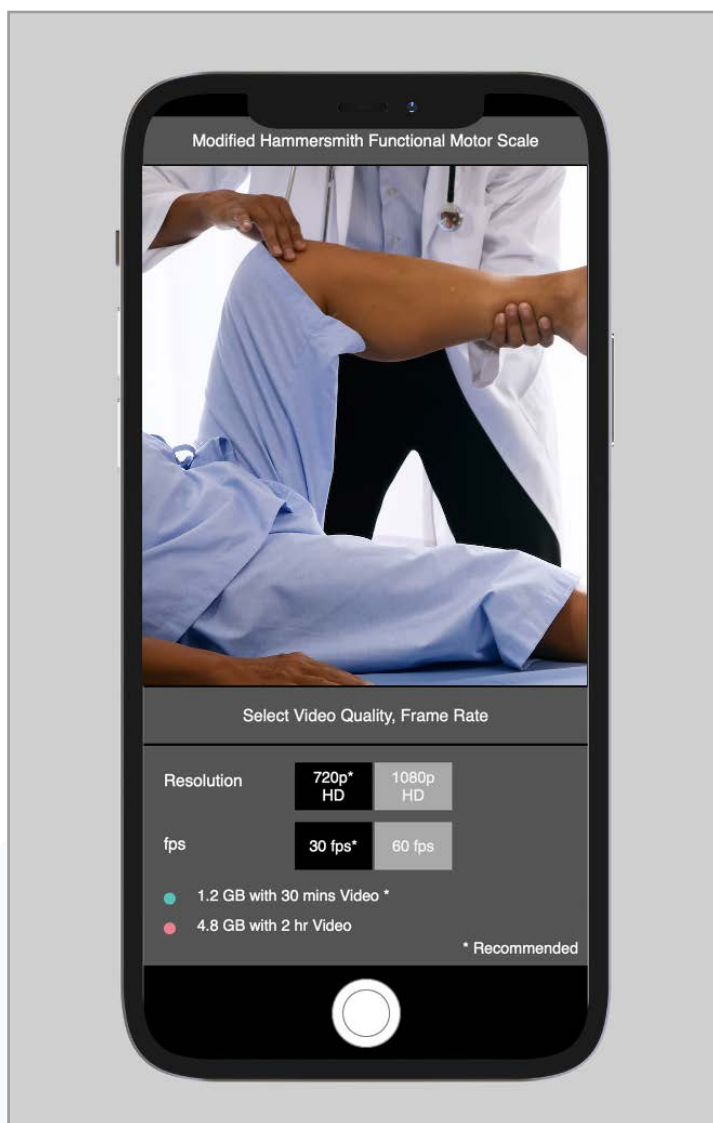 Modified Hammersmith Functional Motor Scale
Select Video Quality, Frame Rate
Resolution
720p*
HD
1080p
HD
fps
30 fps*
60 fps
1.2 GB with 30 mins Video *
4.8 GB with 2 hr Video
* Recommended